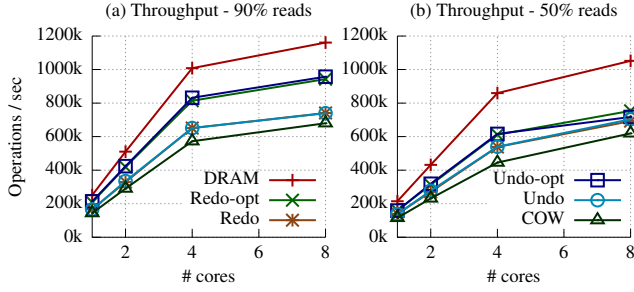 (a) Throughput - 90% reads
(b) Throughput - 50% reads
Operations / sec
1200k
1000k
800k
600k
400k
200k
0k
2
4
6
8
# cores
DRAM
Redo-opt
Redo
1200k
1000k
800k
600k
400k
200k
0k
2
4
6
8
# cores
Undo-opt
Undo
COW